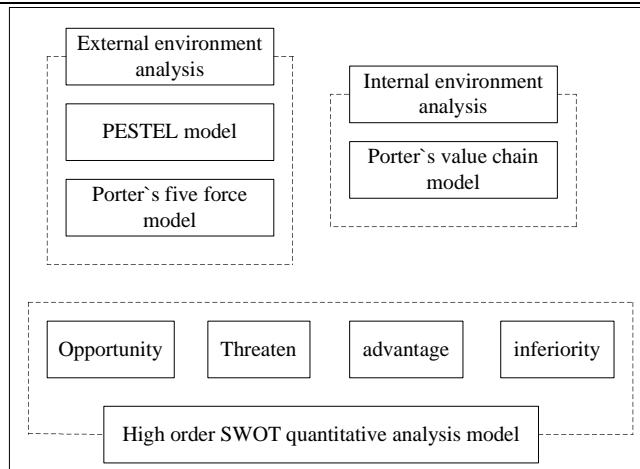 External environment
analysis
PESTEL model
Porter`s five force
model
Internal environment
analysis
Porter`s value chain
model
Opportunity
Threaten
advantage
inferiority
High order SWOT quantitative analysis model